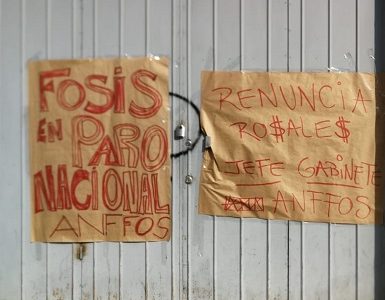 FOSIS
EN PARO
NACIONAL
ANFFOS
RENUNCIA
RO$ALE$
JEFE GABINETE
ANFFOS